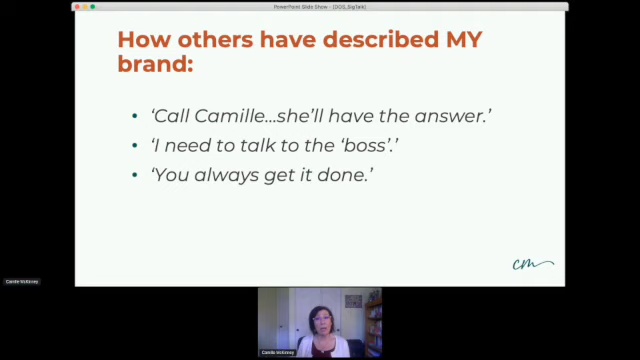 PowerPoint Slide Show - [DOS_BigTalk]
How others have described MY
brand:
• ‘Call Camille...she’ll have the answer.’
• ‘I need to talk to the ‘boss’.’
• ‘You always get it done.’
cm
Camille McKinney
Camille McKinney